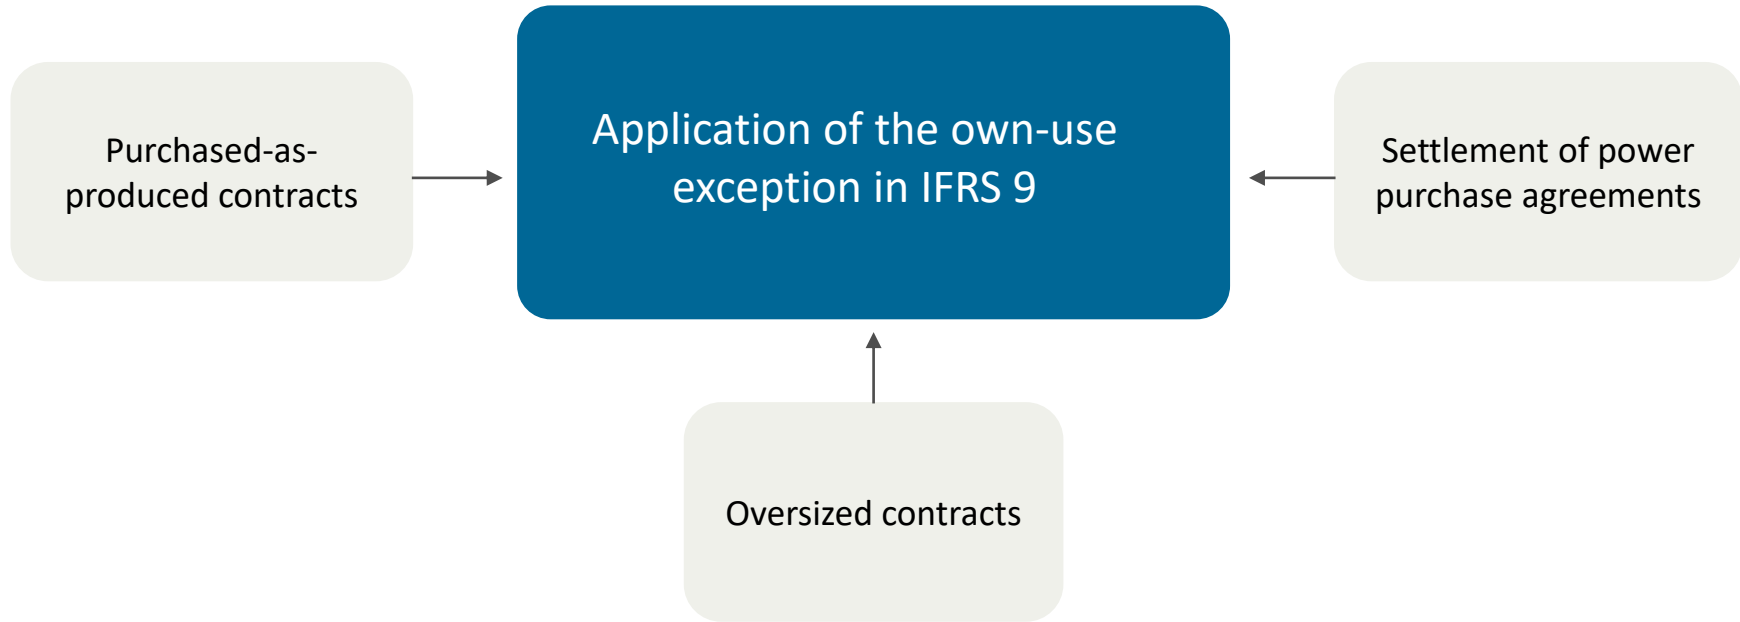 Purchased-as-
produced contracts
Application of the own-use
exception in IFRS 9
Settlement of power
purchase agreements
Oversized contracts